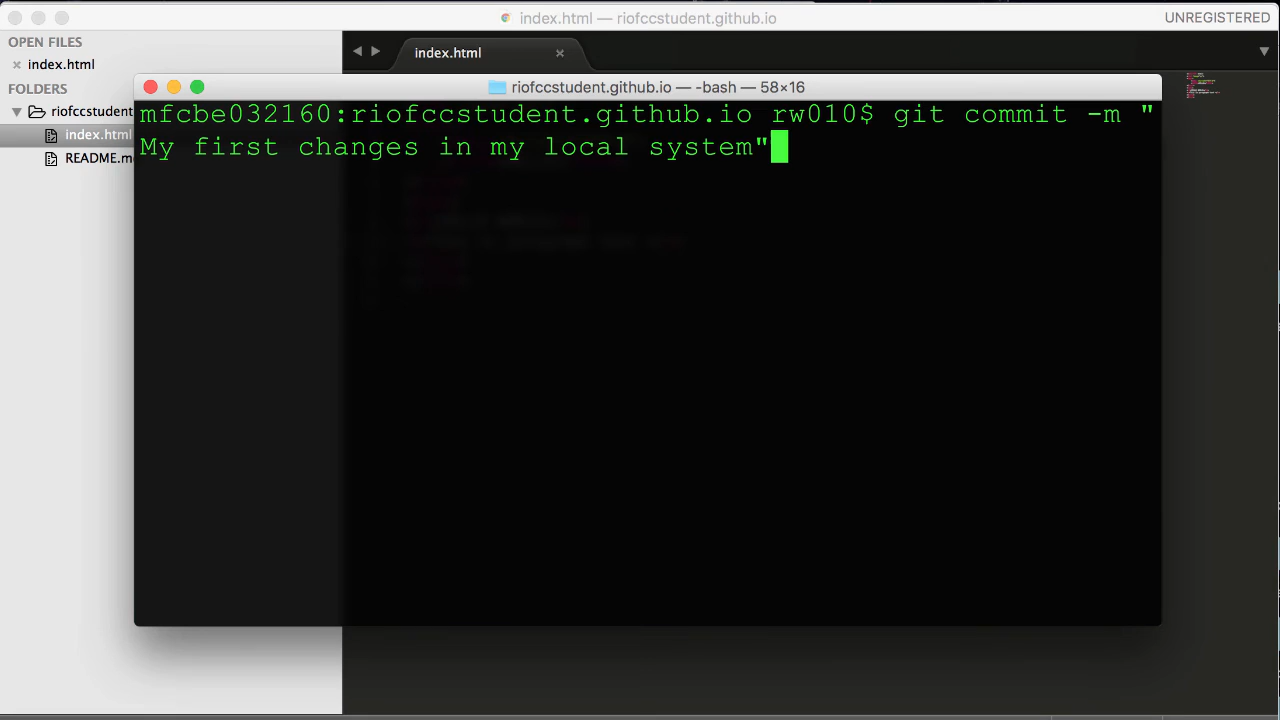 index.html — riofccstudent.github.io
UNREGISTERED
OPEN FILES
index.html
index.html
FOLDERS
riofccstudent
index.html
README.m
riofccstudent.github.io — -bash — 58×16
mfcbe032160:riofccstudent.github.io rw010$ git commit -m "
My first changes in my local system"